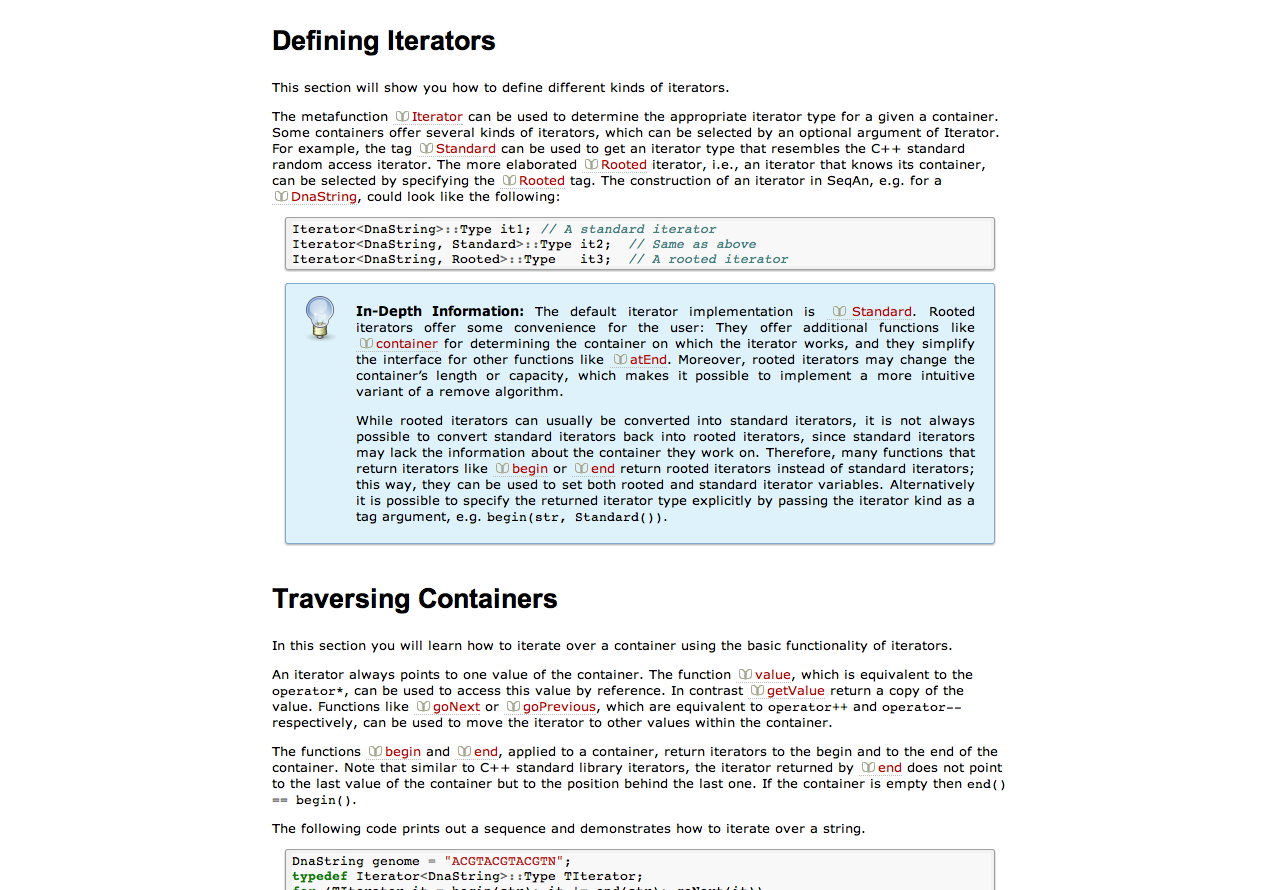 Defining Iterators
This section will show you how to define different kinds of iterators.
The metafunction Iterator can be used to determine the appropriate iterator type for a given a container.
Some containers offer several kinds of iterators, which can be selected by an optional argument of Iterator.
For example, the tag Standard can be used to get an iterator type that resembles the C++ standard
random access iterator. The more elaborated Rooted iterator, i.e., an iterator that knows its container,
can be selected by specifying the Rooted tag. The construction of an iterator in SeqAn, e.g. for a
DnaString, could look like the following:
Iterator<DnaString>::Type it1; // A standard iterator
Iterator<DnaString, Standard>::Type it2;  // Same as above
Iterator<DnaString, Rooted>::Type   it3;  // A rooted iterator
In-Depth Information: The default iterator implementation is Standard. Rooted
iterators offer some convenience for the user: They offer additional functions like
container for determining the container on which the iterator works, and they simplify
the interface for other functions like atEnd. Moreover, rooted iterators may change the
container’s length or capacity, which makes it possible to implement a more intuitive
variant of a remove algorithm.
While rooted iterators can usually be converted into standard iterators, it is not always
possible to convert standard iterators back into rooted iterators, since standard iterators
may lack the information about the container they work on. Therefore, many functions that
return iterators like begin or end return rooted iterators instead of standard iterators;
this way, they can be used to set both rooted and standard iterator variables. Alternatively
it is possible to specify the returned iterator type explicitly by passing the iterator kind as a
tag argument, e.g. begin(str, Standard()).
Traversing Containers
In this section you will learn how to iterate over a container using the basic functionality of iterators.
An iterator always points to one value of the container. The function value, which is equivalent to the
operator*, can be used to access this value by reference. In contrast getValue return a copy of the
value. Functions like goNext or goPrevious, which are equivalent to operator++ and operator--
respectively, can be used to move the iterator to other values within the container.
The functions begin and end, applied to a container, return iterators to the begin and to the end of the
container. Note that similar to C++ standard library iterators, the iterator returned by end does not point
to the last value of the container but to the position behind the last one. If the container is empty then end()
== begin().
The following code prints out a sequence and demonstrates how to iterate over a string.
DnaString genome = "ACGTACGTACGTN";
typedef Iterator<DnaString>::Type TIterator;
for (TIterator it = begin(str); it != end(str); goNext(it))